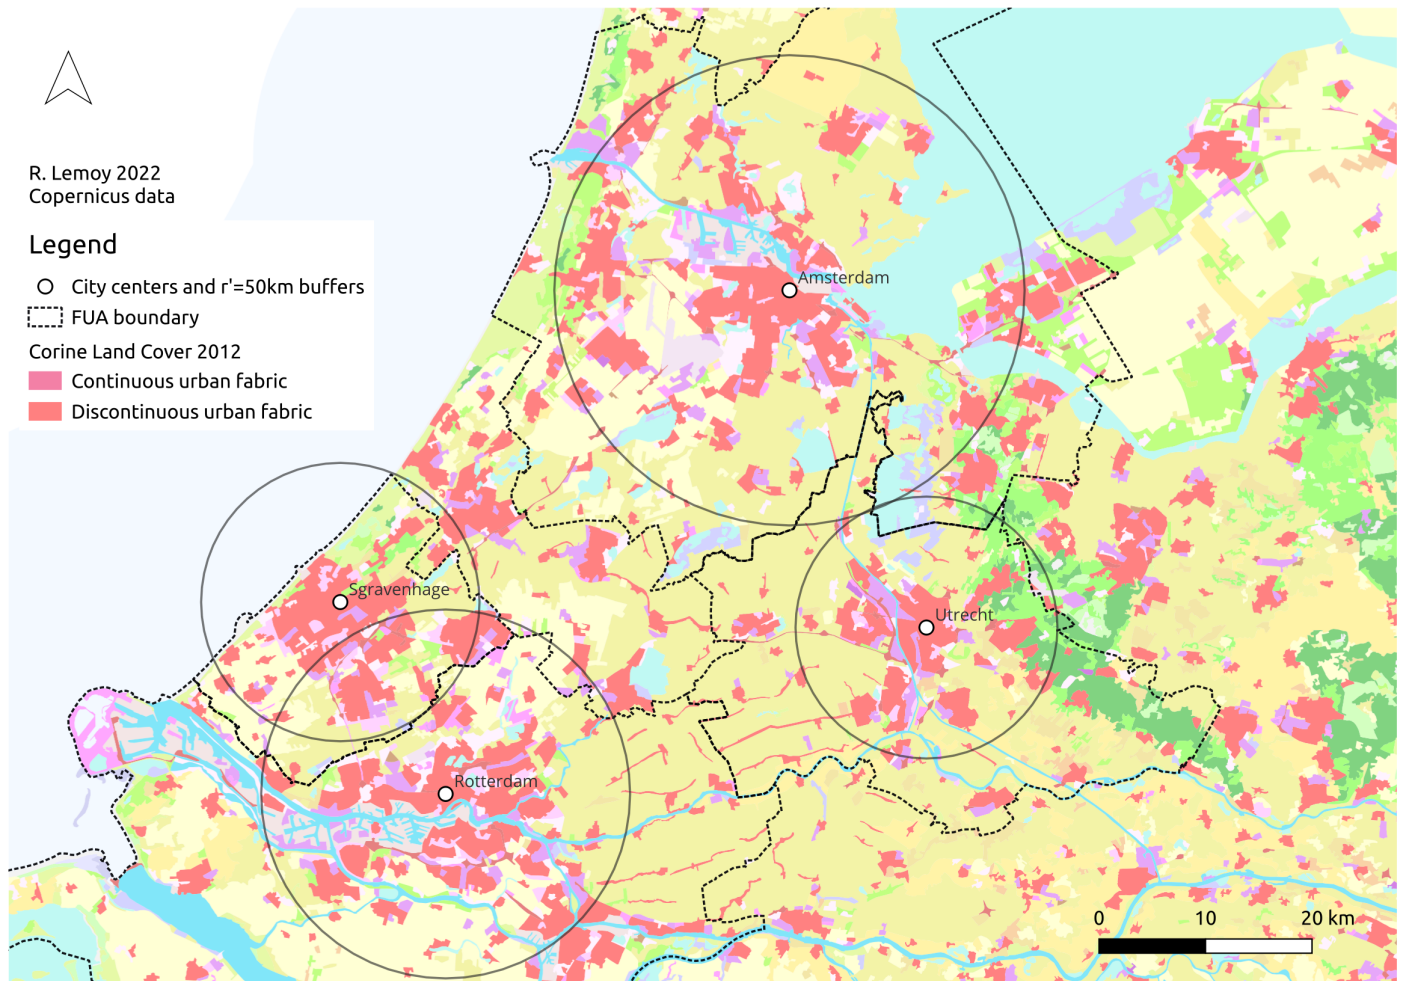 R. Lemoy 2022
Copernicus data
Legend
City centers and r'=50km buffers
FUA boundary
Corine Land Cover 2012
Continuous urban fabric
Discontinuous urban fabric
Amsterdam
Sgravenhage
Utrecht
Rotterdam
0 10 20 km